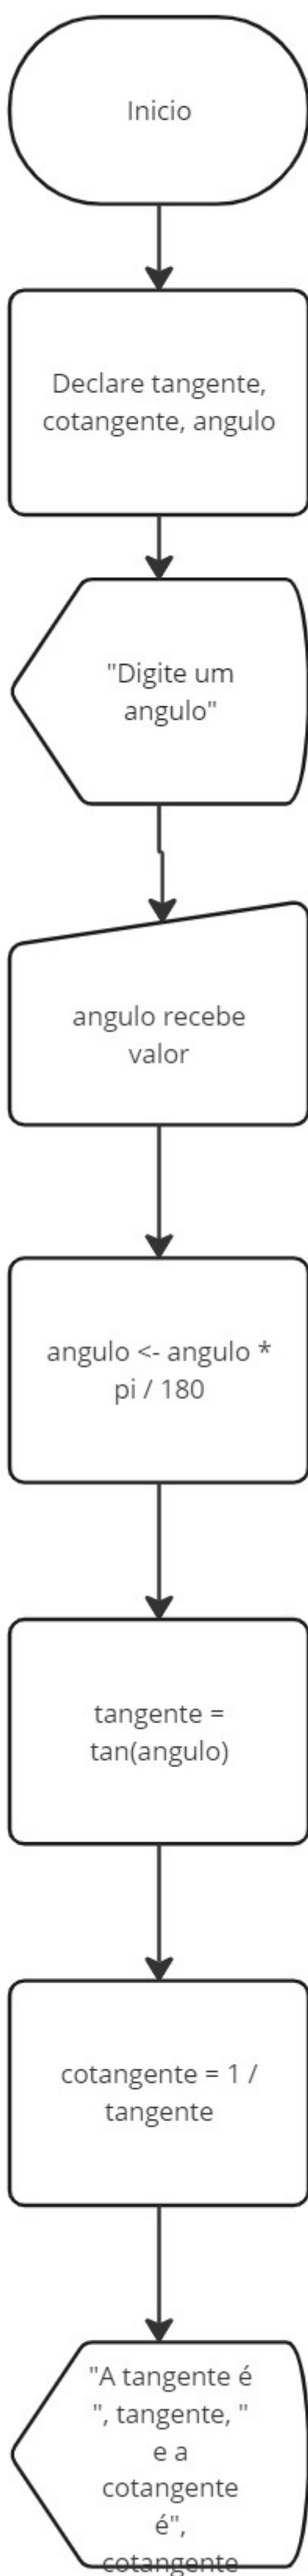 Inicio
Declare tangente,
cotangente, angulo
"Digite um
angulo"
angulo recebe
valor
angulo <- angulo *
pi / 180
tangente =
tan(angulo)
cotangente = 1 /
tangente
"A tangente é
", tangente, "
e a
cotangente
é",
cotangente